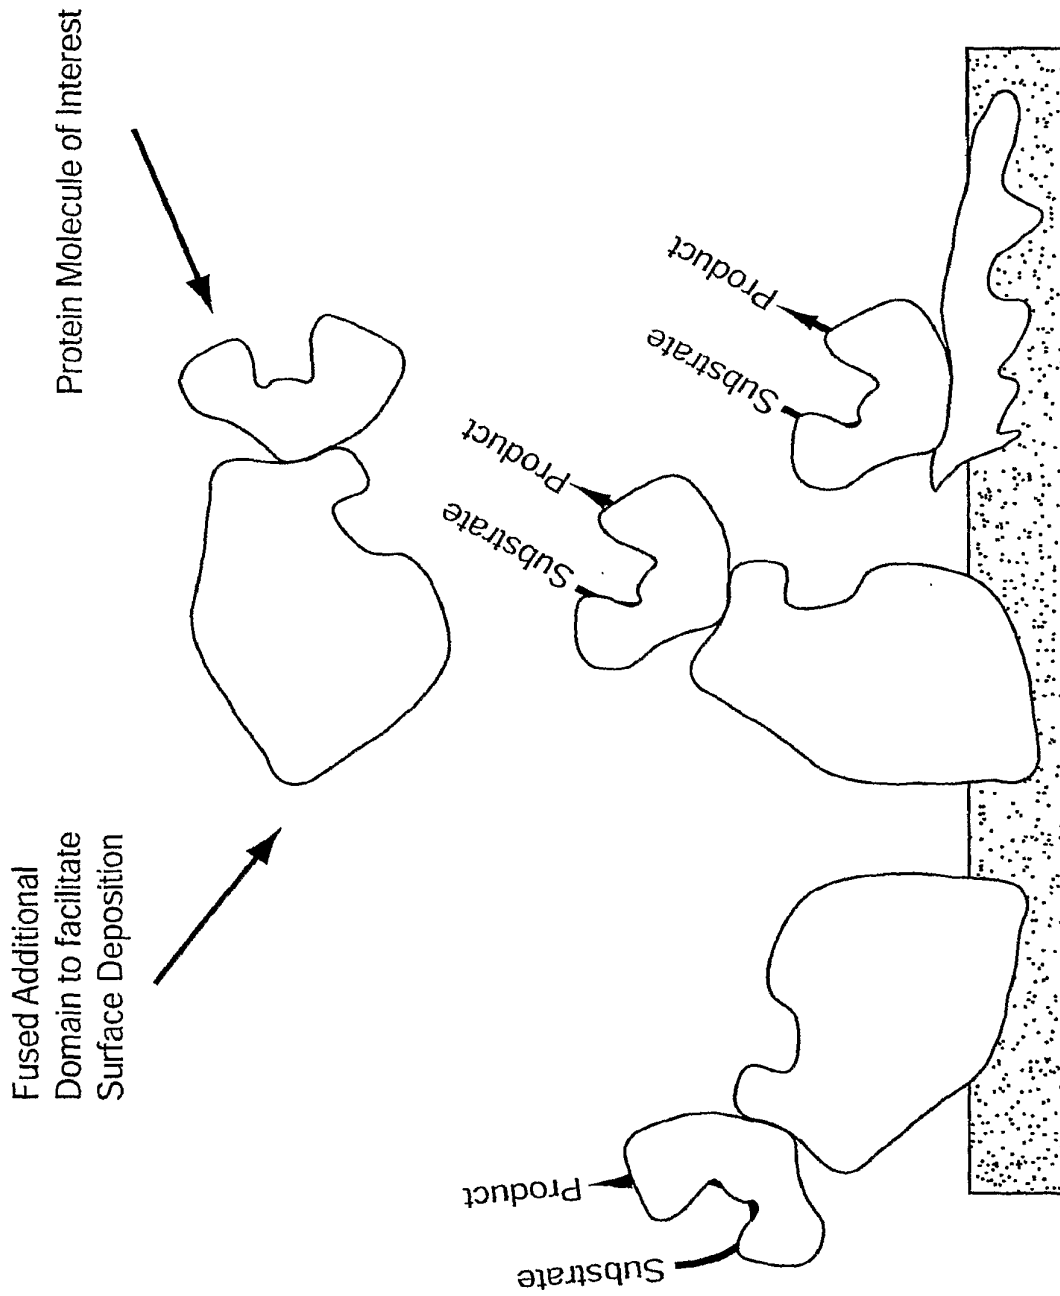 Protein Molecule of Interest
Fused Additional
Domain to facilitate
Surface Deposition
Product
Substrate
Product
Substrate
Product
Substrate